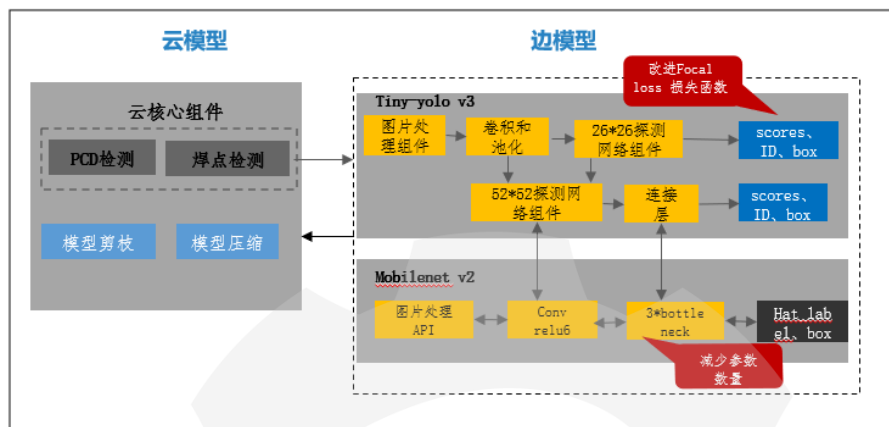 云模型
边模型
改进Focal
loss 损失函数
云核心组件
PCD检测
焊点检测
模型剪枝
模型压缩
Tiny-yolo v3
图片处
理组件
卷积和
池化
26*26探测
网络组件
scores、
ID、box
52*52探测网
络组件
连接
层
scores、
ID、box
Mobilenet v2
图片处理
API
Conv
relu6
3*bottle
neck
Hat_lab
el、box
减少参数
数量